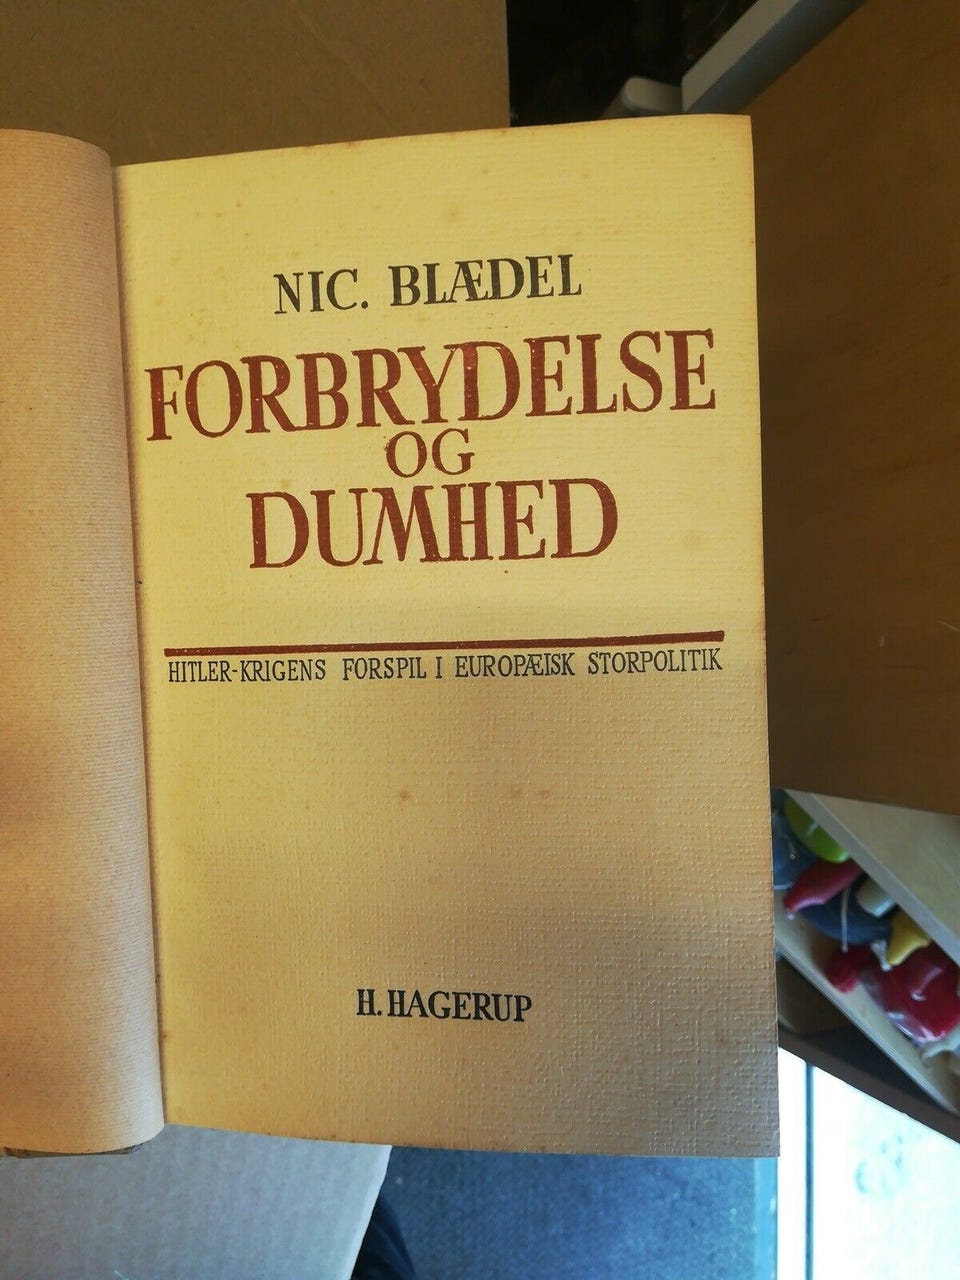 NIC. BLÆDEL
FORBRYDELSE
OG
DUMHED
HITLER-KRIGENS FORSPIL I EUROPÆISK STORPOLITIK
H. HAGERUP